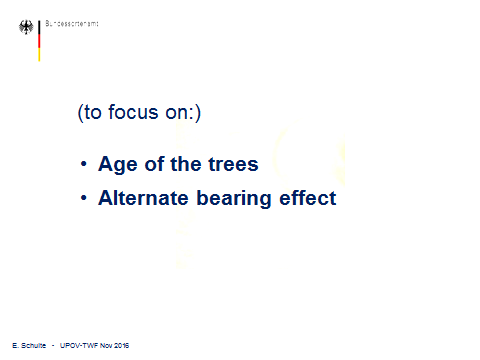 Bundessortenamt
(to focus on:)
• Age of the trees
• Alternate bearing effect
E. Schulte - UPOV-TWF Nov 2016